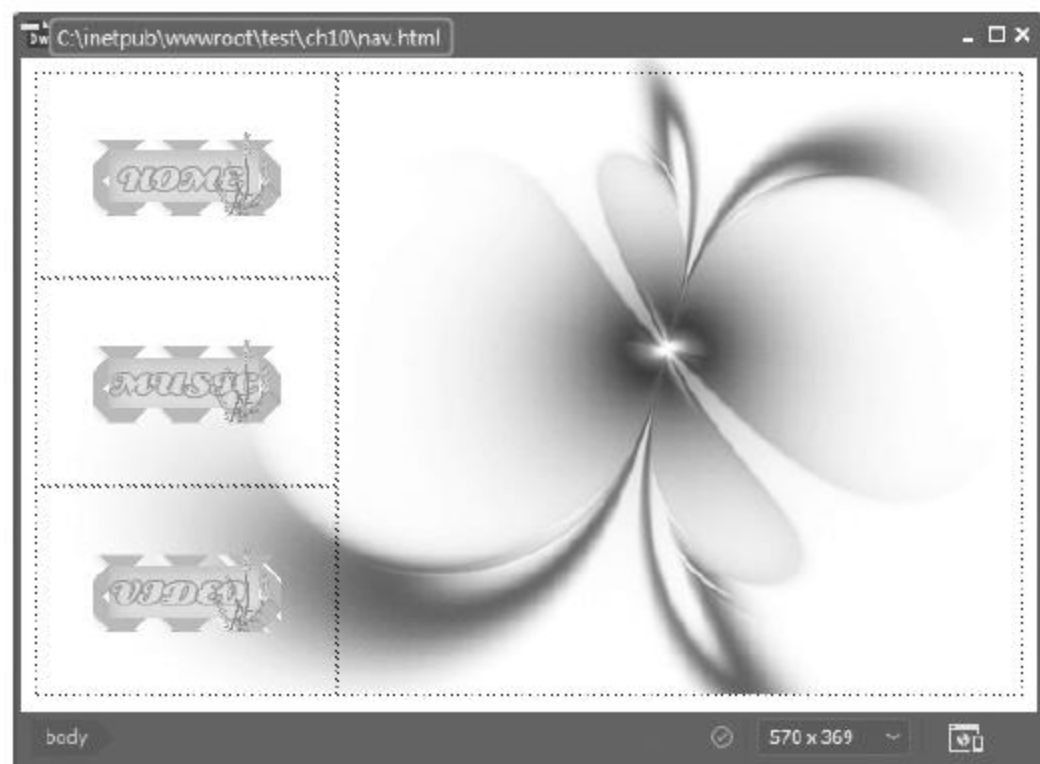 Dw C:\inetpub\wwwroot\test\ch10\nav.html
HOME
MUSIC
VIDEO
body 570 x 369